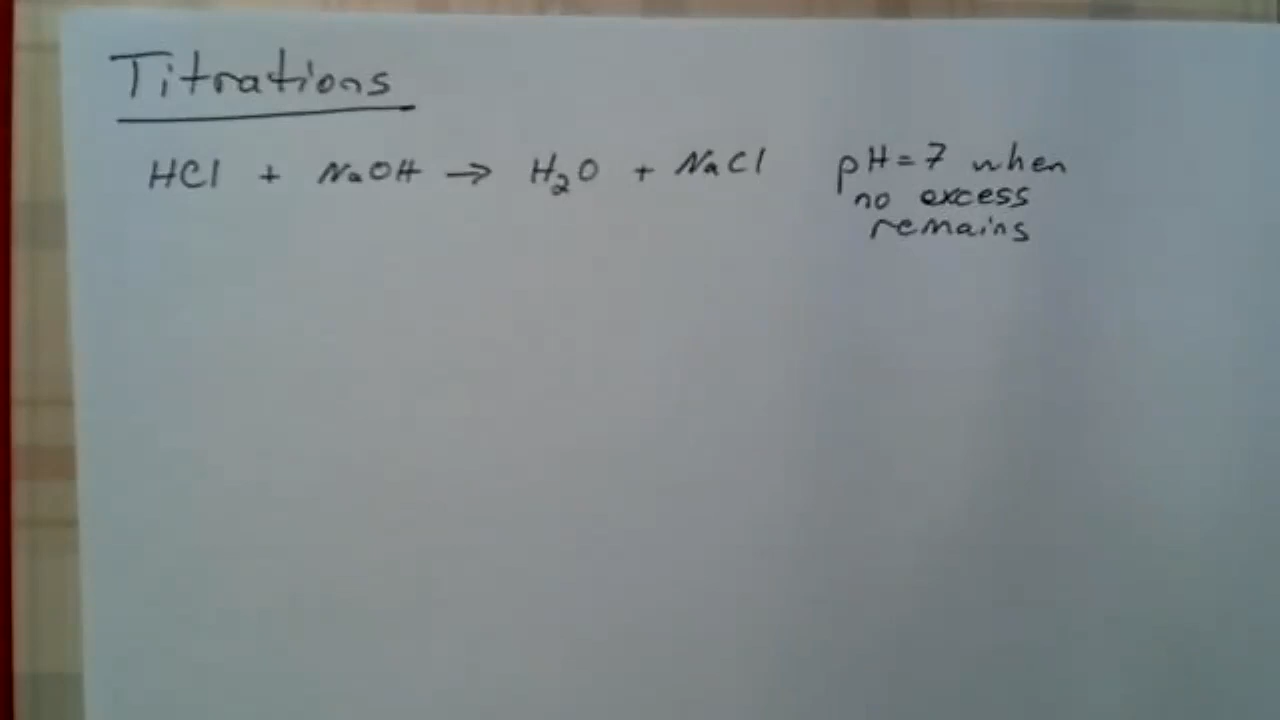 Titrations
HCl + NaOH → H₂O + NaCl pH = 7 when
no excess
remains